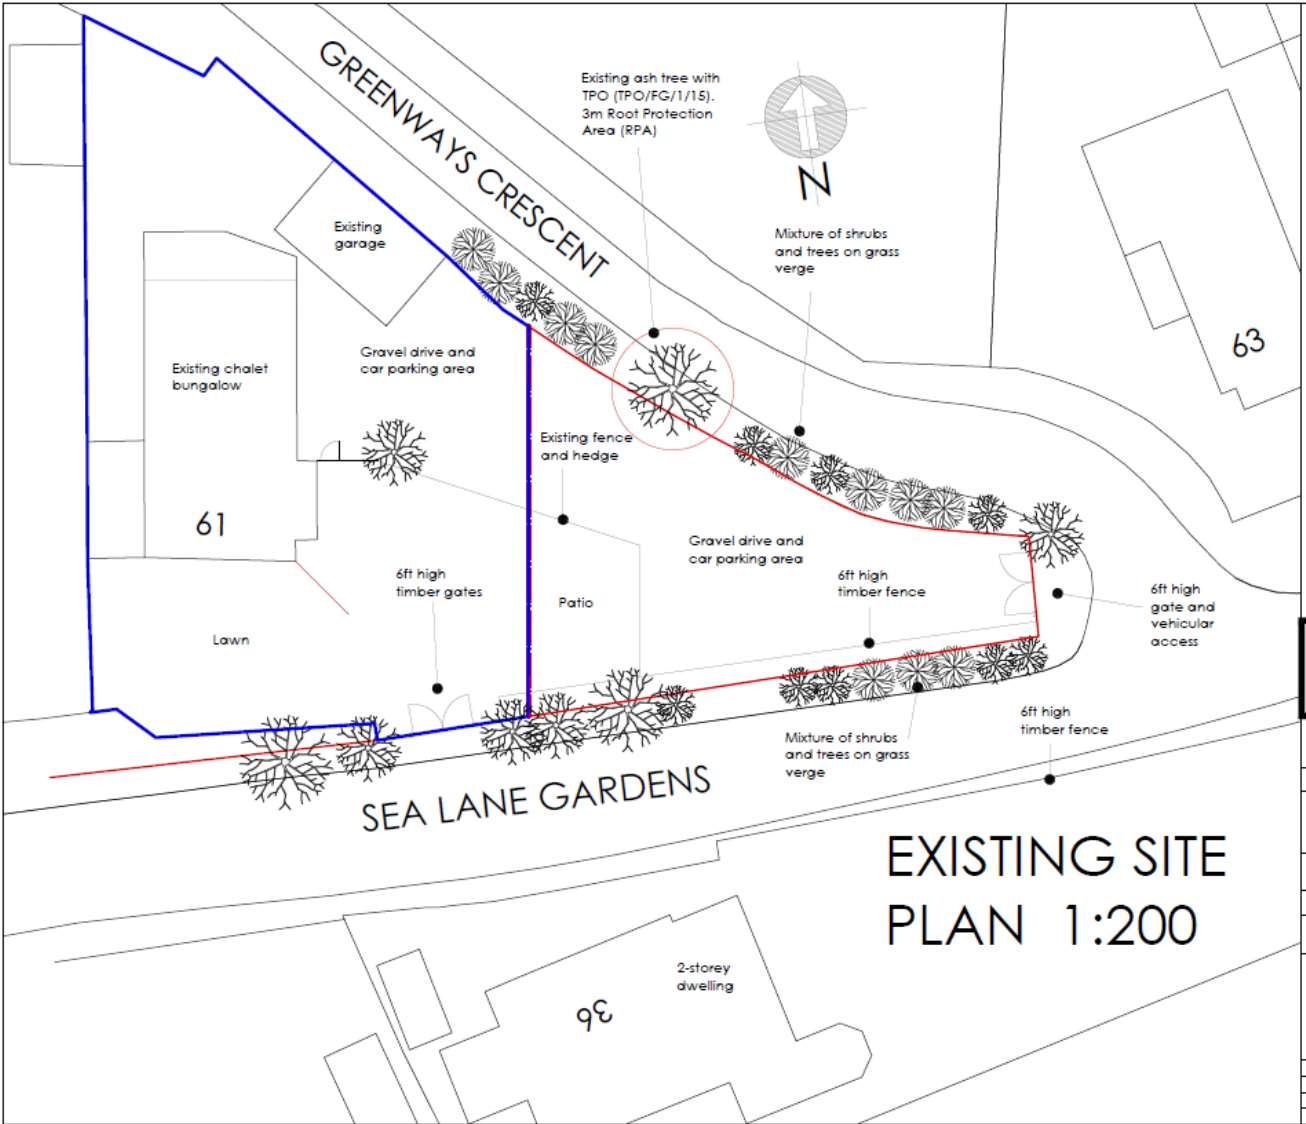 GREENWAYS CRESCENT
Existing ash tree with
TPO (TPO/FG/1/15).
3m Root Protection
Area (RPA)
N
Mixture of shrubs
and trees on grass
verge
63
Existing
garage
Existing chalet
bungalow
Gravel drive and
car parking area
Existing fence
and hedge
61
Gravel drive and
car parking area
6ft high
timber gates
Patio
6ft high
timber fence
6ft high
gate and
vehicular
access
Lawn
6ft high
timber fence
Mixture of shrubs
and trees on grass
verge
SEA LANE GARDENS
EXISTING SITE
PLAN 1:200
2-storey
dwelling
36